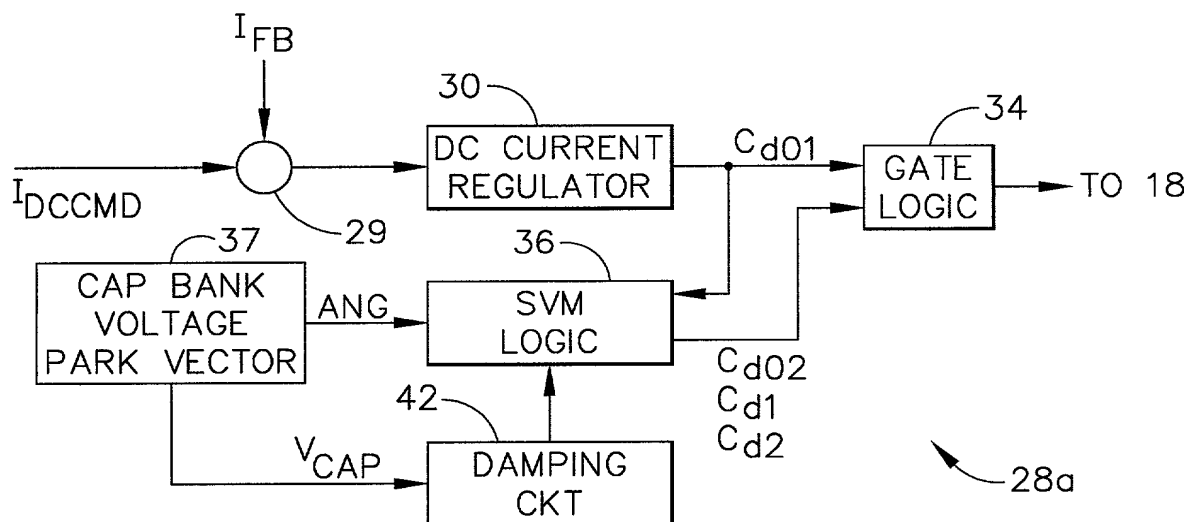 I_FB
30
34
DC CURRENT
REGULATOR
C_d01
GATE
LOGIC
TO 18
I_DCCMD
29
37
36
CAP BANK
VOLTAGE
PARK VECTOR
ANG
SVM
LOGIC
C_d02
C_d1
C_d2
42
V_CAP
DAMPING
CKT
28a